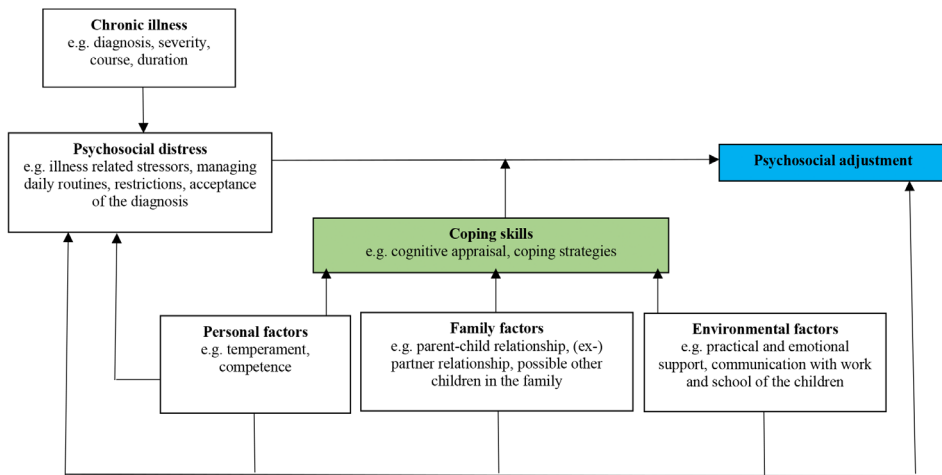 Chronic illness
e.g. diagnosis, severity,
course, duration
Psychosocial distress
e.g. illness related stressors, managing
daily routines, restrictions, acceptance
of the diagnosis
Psychosocial adjustment
Coping skills
e.g. cognitive appraisal, coping strategies
Personal factors
e.g. temperament,
competence
Family factors
e.g. parent-child relationship, (ex-)
partner relationship, possible other
children in the family
Environmental factors
e.g. practical and emotional
support, communication with work
and school of the children